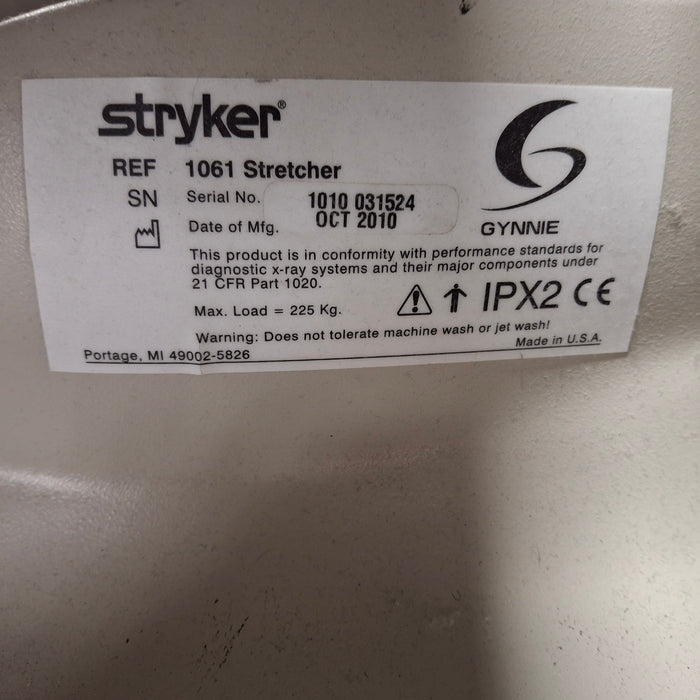 stryker®
REF 1061 Stretcher
SN Serial No. 1010 031524
Date of Mfg. OCT 2010
GYNNIE
This product is in conformity with performance standards for
diagnostic x-ray systems and their major components under
21 CFR Part 1020.
Max. Load = 225 Kg. IPX2 CE
Warning: Does not tolerate machine wash or jet wash!
Portage, MI 49002-5826 Made in U.S.A.